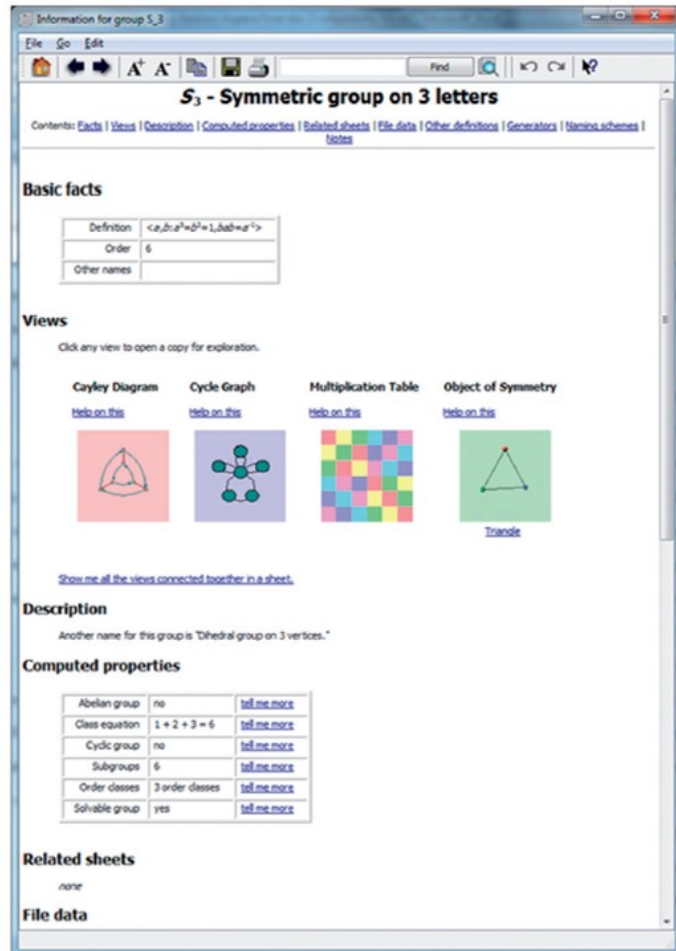 Information for group S_3
File Go Edit
A+ A- Find
S₃ - Symmetric group on 3 letters
Contents: Facts | Views | Description | Computed properties | Related sheets | File data | Other definitions | Generators | Naming schemes |
Notes
Basic facts
Definition <a,b:a³=b²=1,bab=a⁻¹>
Order 6
Other names
Views
Click any view to open a copy for exploration.
Cayley Diagram Cycle Graph Multiplication Table Object of Symmetry
Help on this Help on this Help on this Help on this
Triangle
Show me all the views connected together in a sheet.
Description
Another name for this group is "Dihedral group on 3 vertices."
Computed properties
Abelian group no tell me more
Class equation 1 + 2 + 3 = 6 tell me more
Cyclic group no tell me more
Subgroups 6 tell me more
Order classes 3 order classes tell me more
Solvable group yes tell me more
Related sheets
none
File data